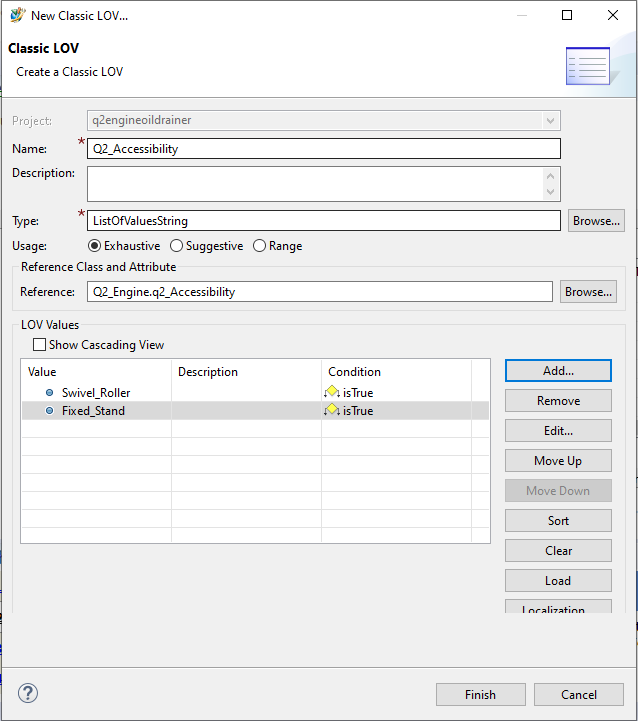 New Classic LOV...
Classic LOV
Create a Classic LOV
Project: q2engineoildrainer
Name: * Q2_Accessibility
Description:
Type: * ListOfValuesString Browse...
Usage: Exhaustive Suggestive Range
Reference Class and Attribute
Reference: Q2_Engine.q2_Accessibility Browse...
LOV Values
Show Cascading View
Value Description Condition Add...
Swivel_Roller isTrue
Remove
Fixed_Stand isTrue
Edit...
Move Up
Move Down
Sort
Clear
Load
Localization...
? Finish Cancel